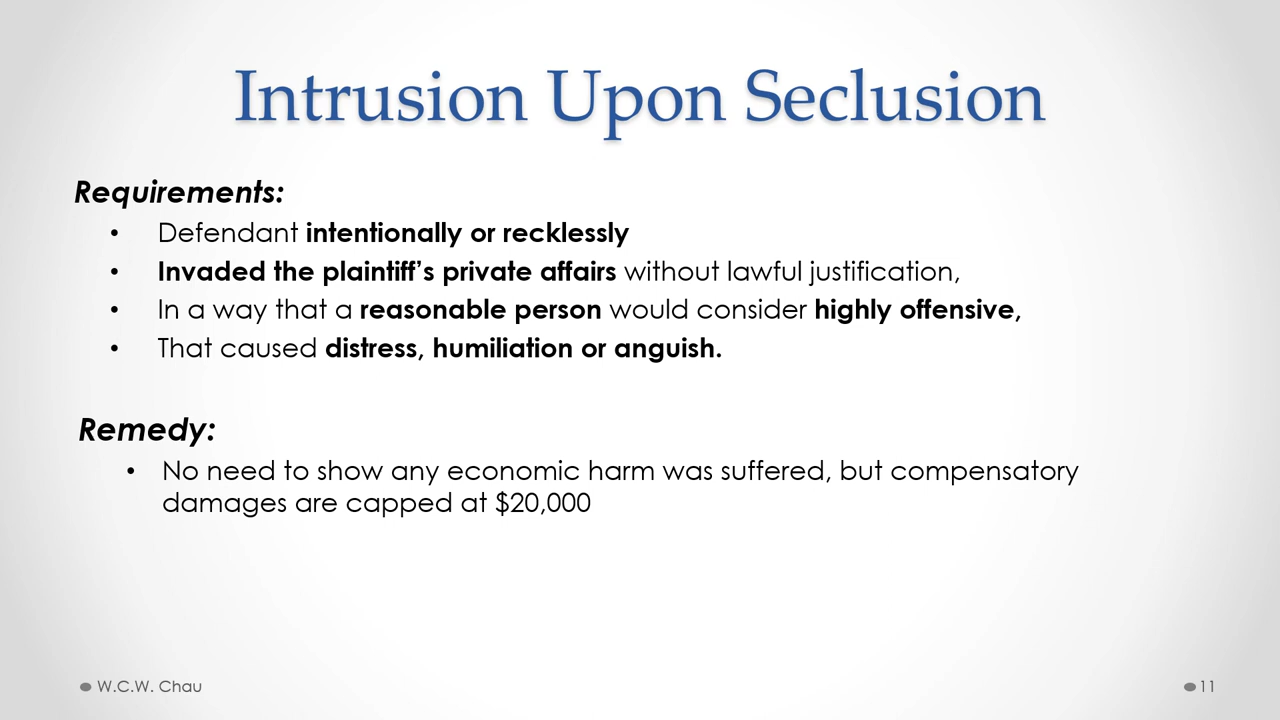 Intrusion Upon Seclusion
Requirements:
• Defendant intentionally or recklessly
• Invaded the plaintiff’s private affairs without lawful justification,
• In a way that a reasonable person would consider highly offensive,
• That caused distress, humiliation or anguish.
Remedy:
• No need to show any economic harm was suffered, but compensatory
damages are capped at $20,000
W.C.W. Chau
11